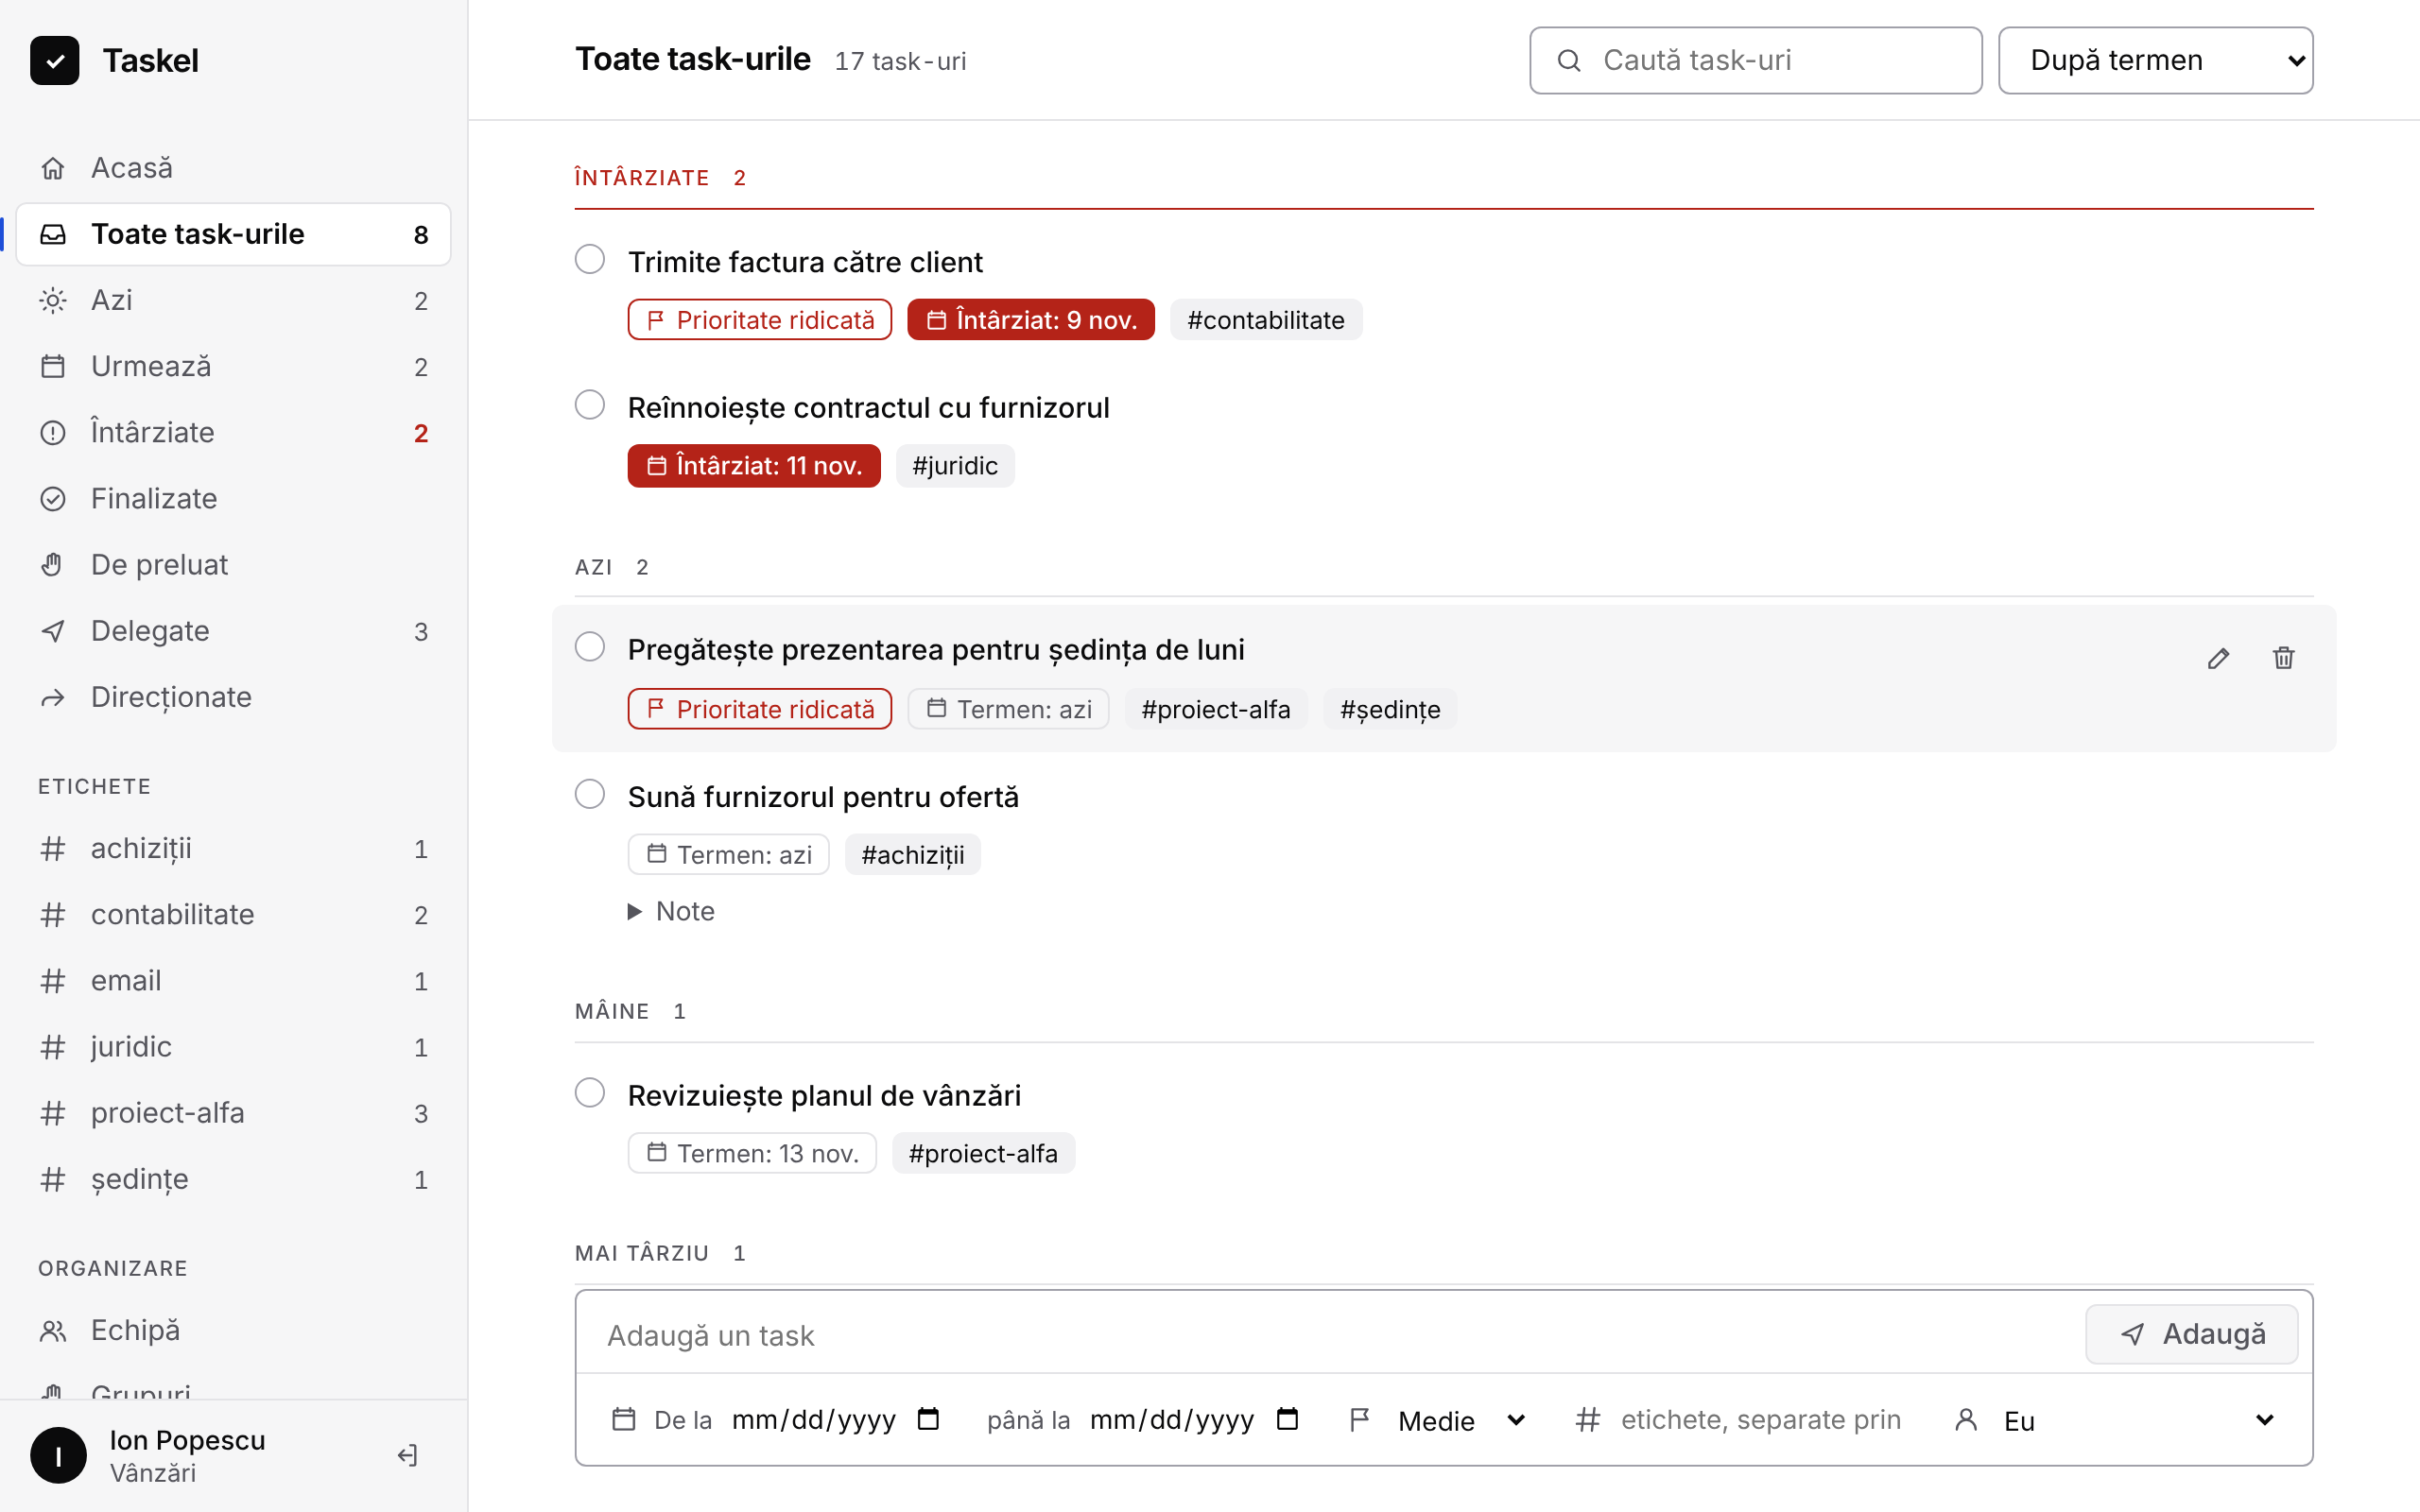 Taskel
Acasă
Toate task-urile 8
Azi 2
Urmează 2
Întârziate 2
Finalizate
De preluat
Delegate 3
Direcționate
ETICHETE
# achiziții 1
# contabilitate 2
# email 1
# juridic 1
# proiect-alfa 3
# ședințe 1
ORGANIZARE
Echipă
Grupuri
I
Ion Popescu
Vânzări
Toate task-urile 17 task-uri
Caută task-uri
După termen
ÎNTÂRZIATE 2
Trimite factura către client
Prioritate ridicată Întârziat: 9 nov. #contabilitate
Reînnoiește contractul cu furnizorul
Întârziat: 11 nov. #juridic
AZI 2
Pregătește prezentarea pentru ședința de luni
Prioritate ridicată Termen: azi #proiect-alfa #ședințe
Sună furnizorul pentru ofertă
Termen: azi #achiziții
Note
MÂINE 1
Revizuiește planul de vânzări
Termen: 13 nov. #proiect-alfa
MAI TÂRZIU 1
Adaugă un task
Adaugă
De la mm/dd/yyyy până la mm/dd/yyyy Medie # etichete, separate prin Eu